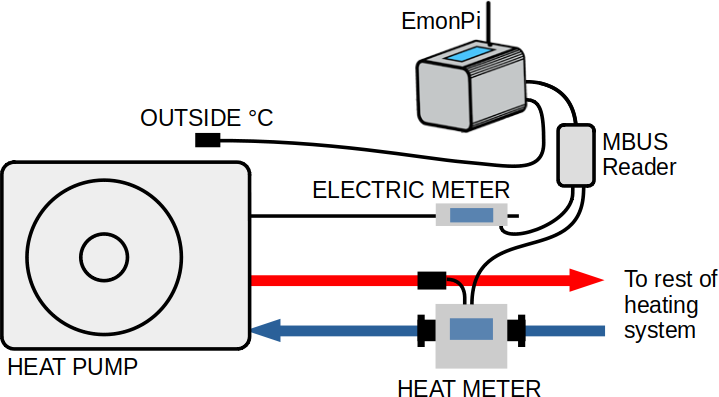 EmonPi
OUTSIDE °C
MBUS
Reader
ELECTRIC METER
To rest of
heating
system
HEAT PUMP
HEAT METER